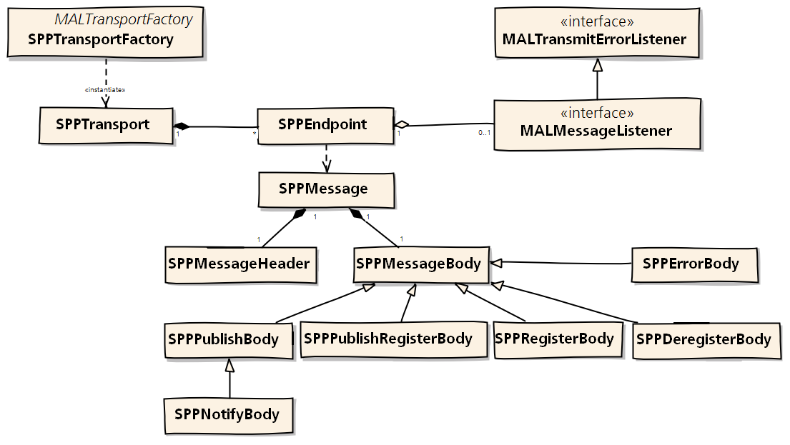 MALTransportFactory
SPPTransportFactory
«interface»
MALTransmitErrorListener
«instantiate»
SPPTransport
1
*
SPPEndpoint
1
0..1
«interface»
MALMessageListener
SPPMessage
1
1
1
1
SPPMessageHeader
SPPMessageBody
SPPErrorBody
SPPPublishBody
SPPPublishRegisterBody
SPPRegisterBody
SPPDeregisterBody
SPPNotifyBody